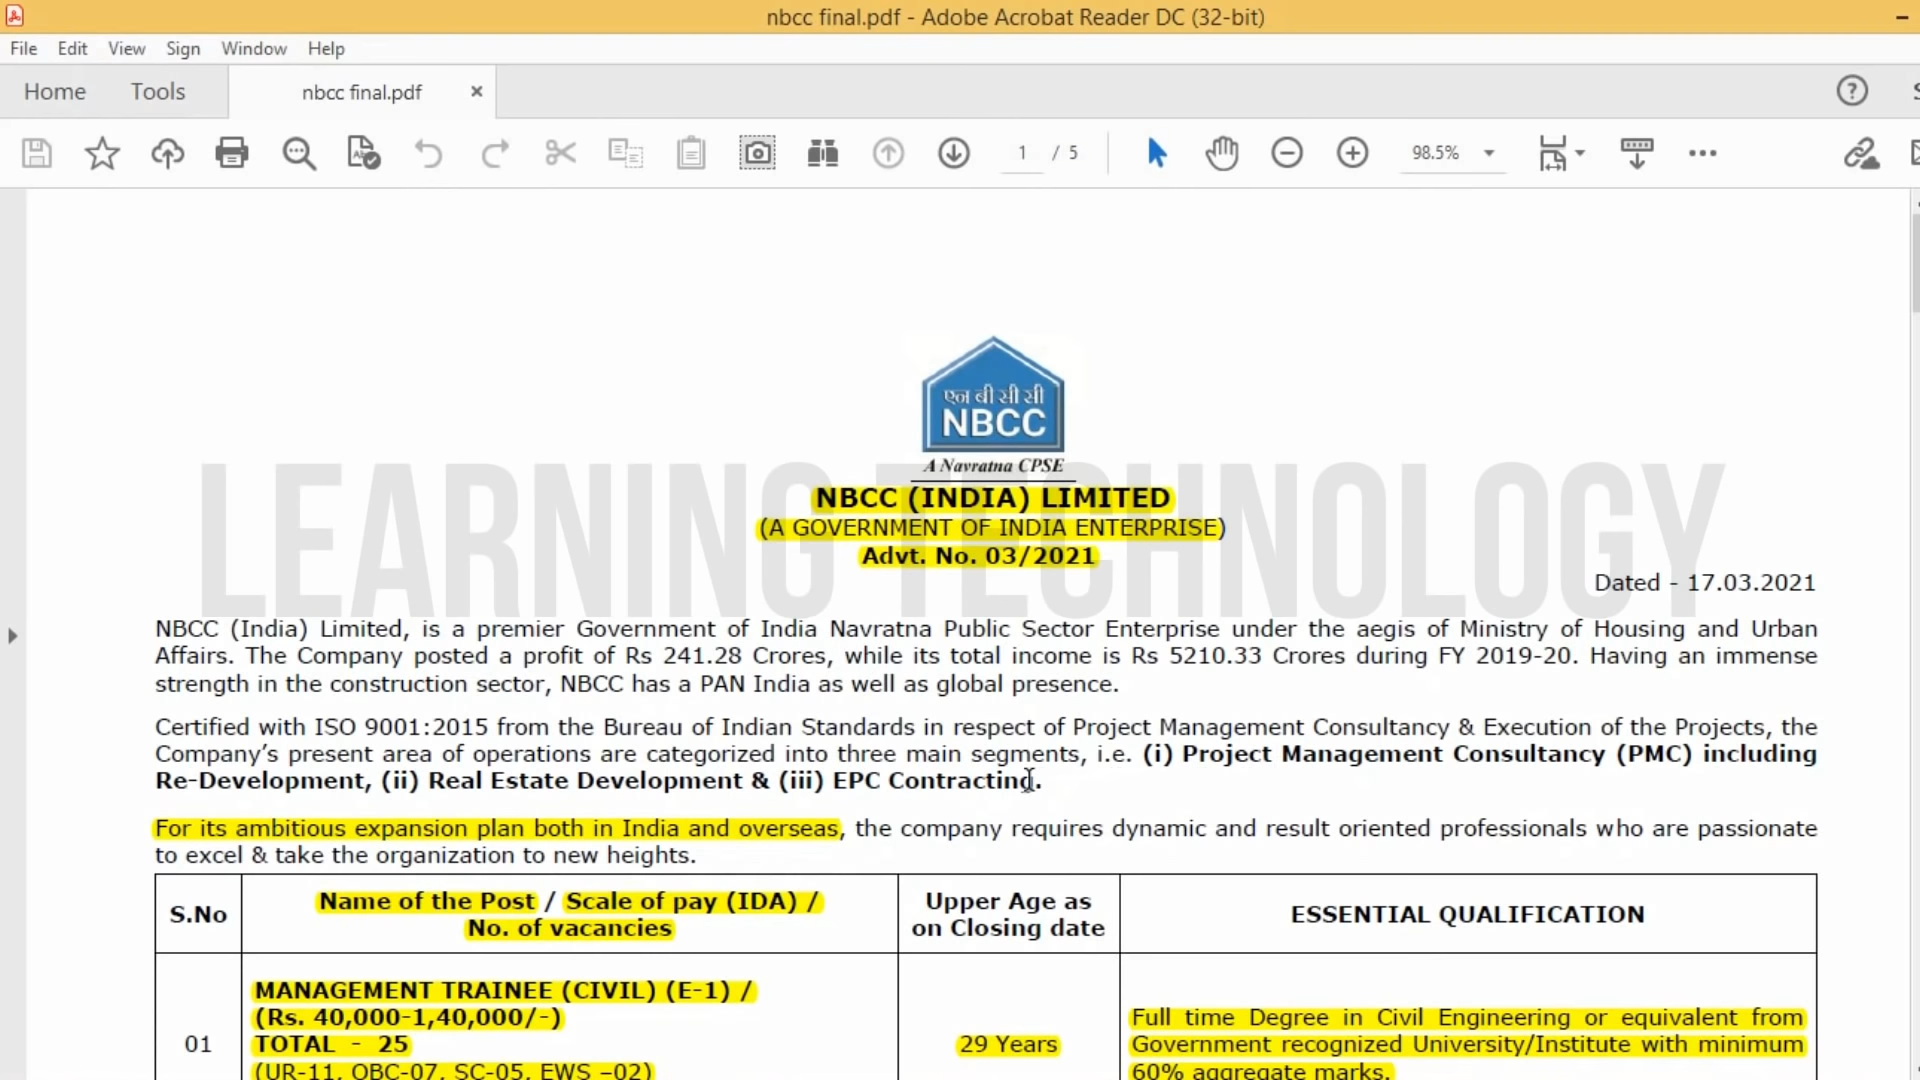 nbcc final.pdf - Adobe Acrobat Reader DC (32-bit)
File Edit View Sign Window Help
Home Tools nbcc final.pdf ×
1 / 5 98.5%
एन बी सी सी
NBCC
A Navratna CPSE
LEARNING TECHNOLOGY
NBCC (INDIA) LIMITED
(A GOVERNMENT OF INDIA ENTERPRISE)
Advt. No. 03/2021
Dated - 17.03.2021
NBCC (India) Limited, is a premier Government of India Navratna Public Sector Enterprise under the aegis of Ministry of Housing and Urban
Affairs. The Company posted a profit of Rs 241.28 Crores, while its total income is Rs 5210.33 Crores during FY 2019-20. Having an immense
strength in the construction sector, NBCC has a PAN India as well as global presence.
Certified with ISO 9001:2015 from the Bureau of Indian Standards in respect of Project Management Consultancy & Execution of the Projects, the
Company's present area of operations are categorized into three main segments, i.e. (i) Project Management Consultancy (PMC) including
Re-Development, (ii) Real Estate Development & (iii) EPC Contracting.
For its ambitious expansion plan both in India and overseas, the company requires dynamic and result oriented professionals who are passionate
to excel & take the organization to new heights.
S.No
Name of the Post / Scale of pay (IDA) /
No. of vacancies
Upper Age as
on Closing date
ESSENTIAL QUALIFICATION
01
MANAGEMENT TRAINEE (CIVIL) (E-1) /
(Rs. 40,000-1,40,000/-)
TOTAL - 25
(UR-11, OBC-07, SC-05, EWS –02)
29 Years
Full time Degree in Civil Engineering or equivalent from
Government recognized University/Institute with minimum
60% aggregate marks.